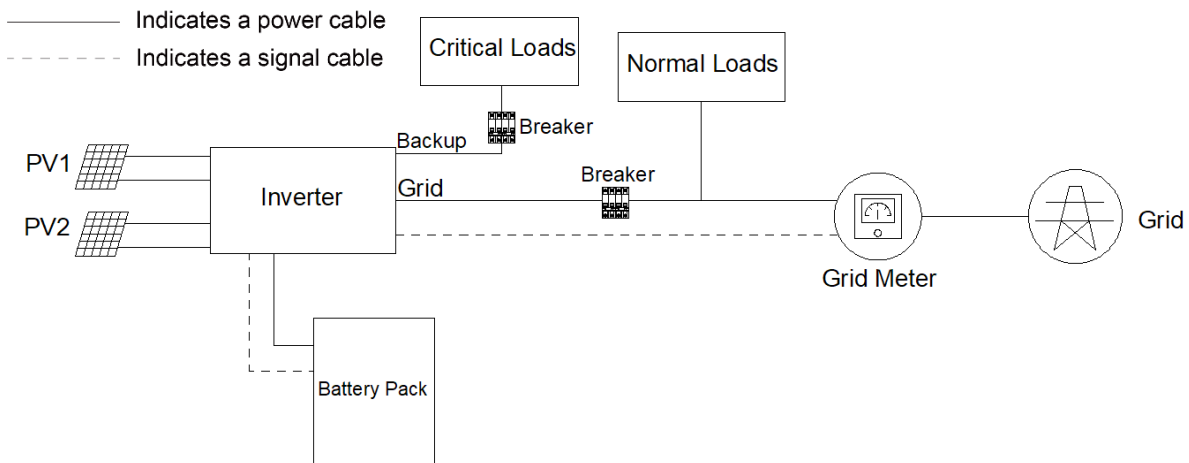 Indicates a power cable
Indicates a signal cable
Critical Loads
Normal Loads
Breaker
Backup
PV1
Breaker
Grid
Inverter
PV2
Grid
Grid Meter
Battery Pack